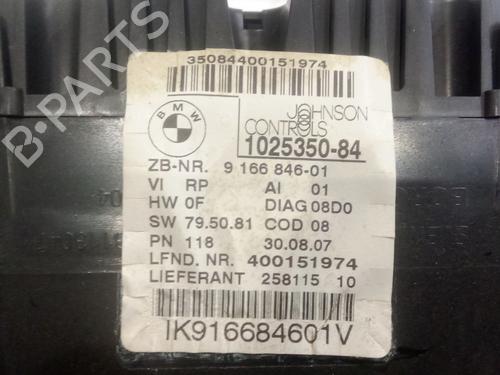 35084400151974
BMW
JOHNSON
CONTROLS
1025350-84
ZB-NR. 9 166 846-01
VI RP AI 01
HW 0F DIAG 08D0
SW 79.50.81 COD 08
PN 118 30.08.07
LFND. NR. 400151974
LIEFERANT 258115 10
IK916684601V
B-PARTS